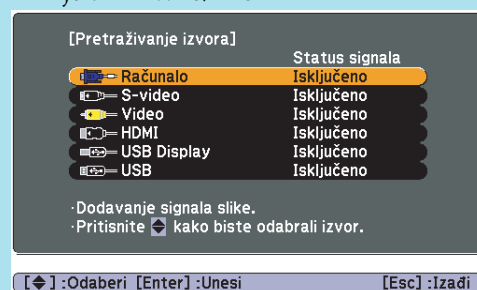 [Pretraživanje izvora]
Status signala
Računalo Isključeno
S-video Isključeno
Video Isključeno
HDMI Isključeno
USB Display Isključeno
USB Isključeno
·Dodavanje signala slike.
·Pritisnite kako biste odabrali izvor.
[ ] :Odaberi [Enter] :Unesi [Esc] :Izađi